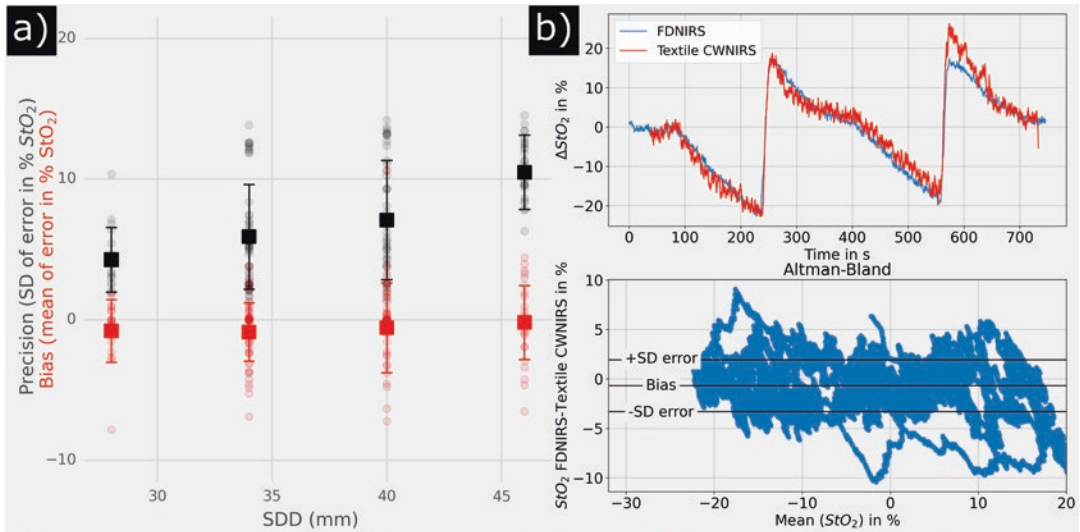 a)
20
10
0
−10
Precision (SD of error in % StO2)
Bias (mean of error in % StO2)
30
35
40
45
SDD (mm)
b)
FDNIRS
Textile CWNIRS
20
10
0
−10
−20
ΔStO2 in %
0
100
200
300
400
500
600
700
Time in s
Altman-Bland
10
5
0
−5
−10
StO2 FDNIRS-Textile CWNIRS in %
+SD error
Bias
-SD error
−30
−20
−10
0
10
20
Mean (StO2) in %